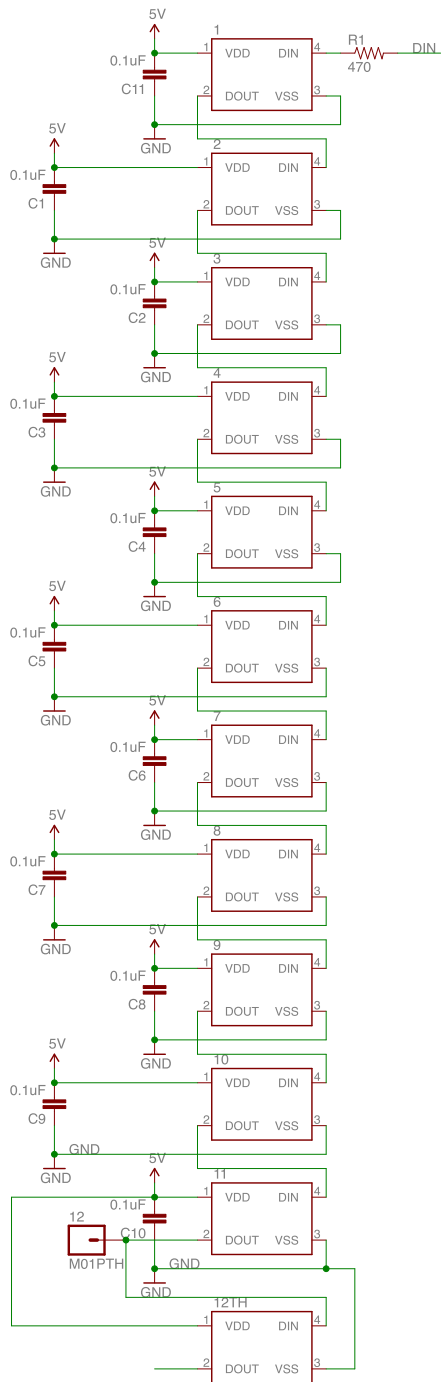 5V
1
R1
0.1uF
1 VDD DIN 4
470
DIN
C11
2 DOUT VSS 3
GND
5V
2
0.1uF
1 VDD DIN 4
C1
2 DOUT VSS 3
GND
5V
3
0.1uF
1 VDD DIN 4
C2
2 DOUT VSS 3
GND
5V
4
0.1uF
1 VDD DIN 4
C3
2 DOUT VSS 3
GND
5V
5
0.1uF
1 VDD DIN 4
C4
2 DOUT VSS 3
GND
5V
6
0.1uF
1 VDD DIN 4
C5
2 DOUT VSS 3
GND
5V
7
0.1uF
1 VDD DIN 4
C6
2 DOUT VSS 3
GND
5V
8
0.1uF
1 VDD DIN 4
C7
2 DOUT VSS 3
GND
5V
9
0.1uF
1 VDD DIN 4
C8
2 DOUT VSS 3
GND
5V
10
0.1uF
1 VDD DIN 4
C9
2 DOUT VSS 3
GND
GND
5V
11
0.1uF
1 VDD DIN 4
12
C10
2 DOUT VSS 3
M01PTH
GND
GND
12TH
1 VDD DIN 4
2 DOUT VSS 3